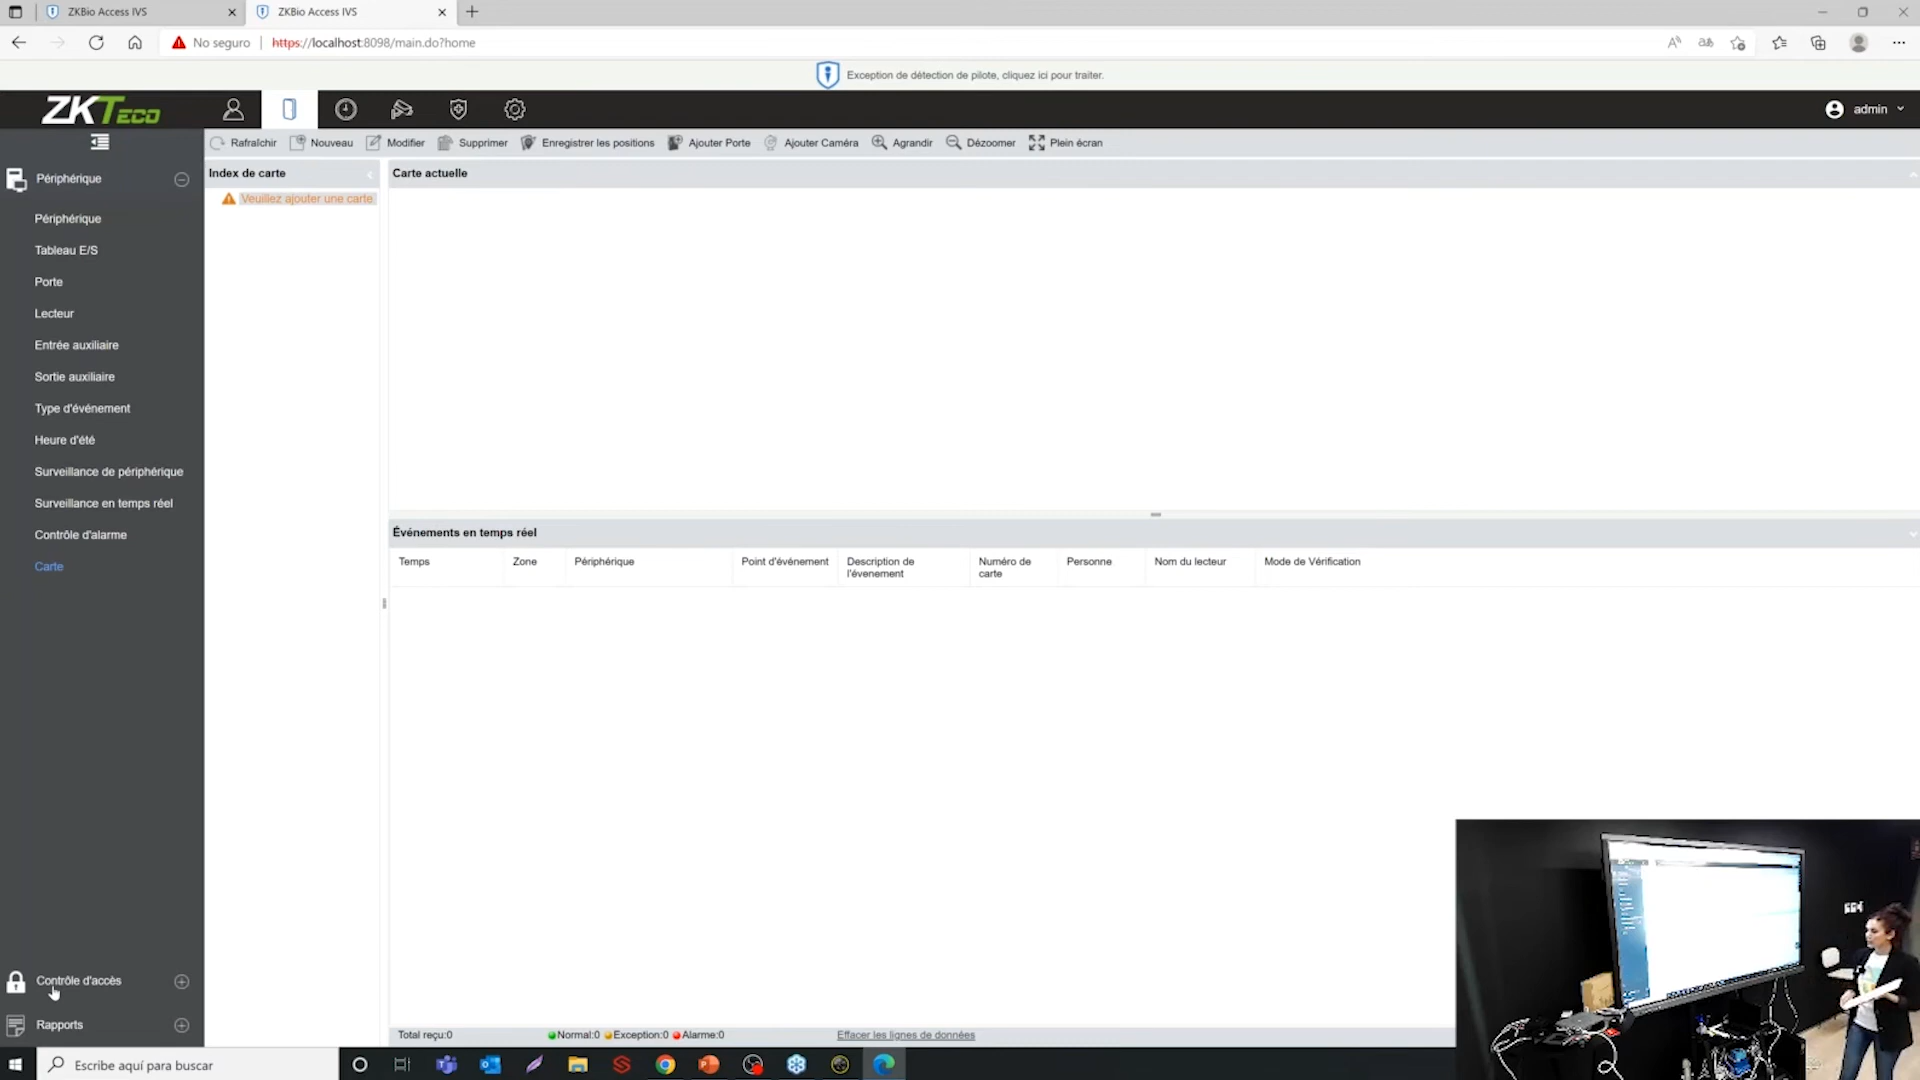 ZKBio Access IVS
ZKBio Access IVS
No seguro
https://localhost:8098/main.do?home
Exception de détection de pilote, cliquez ici pour traiter.
ZKTECO
admin
Rafraîchir
Nouveau
Modifier
Supprimer
Enregistrer les positions
Ajouter Porte
Ajouter Caméra
Agrandir
Dézoomer
Plein écran
Périphérique
Périphérique
Tableau E/S
Porte
Lecteur
Entrée auxiliaire
Sortie auxiliaire
Type d'événement
Heure d'été
Surveillance de périphérique
Surveillance en temps réel
Contrôle d'alarme
Carte
Contrôle d'accès
Rapports
Index de carte
Veuillez ajouter une carte
Carte actuelle
Événements en temps réel
Temps
Zone
Périphérique
Point d'événement
Description de
l'évenement
Numéro de
carte
Personne
Nom du lecteur
Mode de Vérification
Total reçu:0
Normal:0
Exception:0
Alarme:0
Effacer les lignes de données
Escribe aquí para buscar